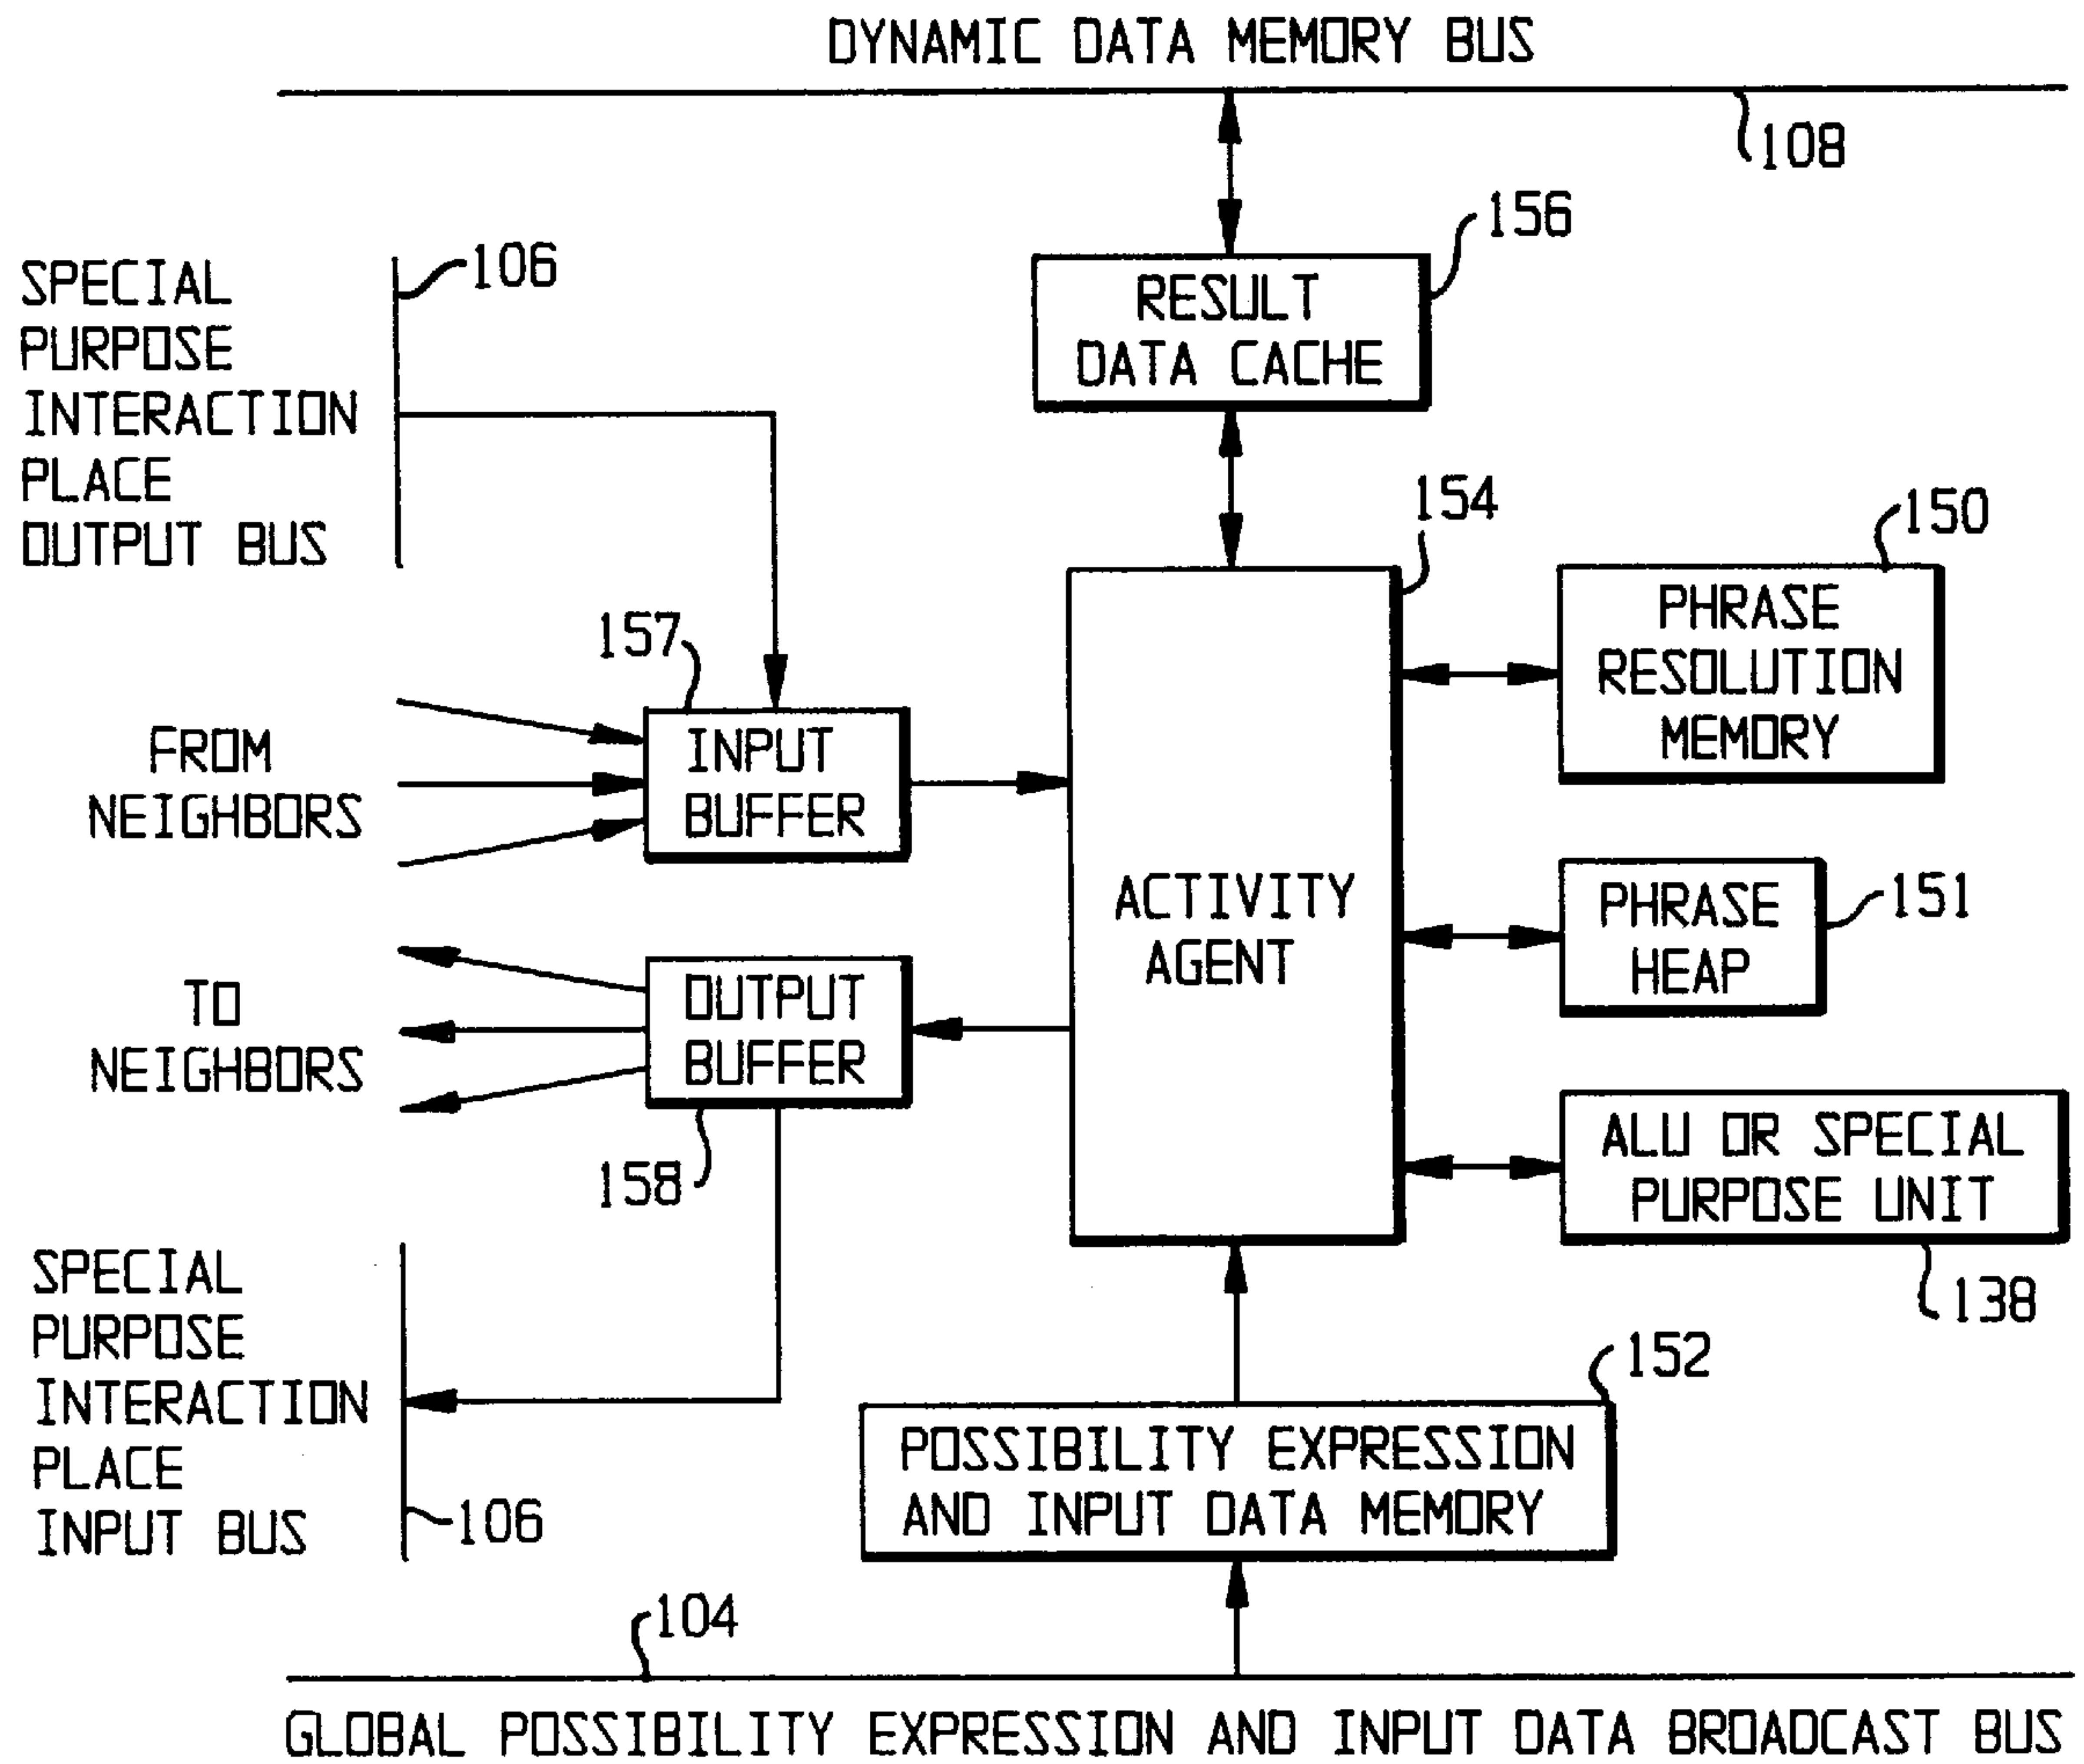 DYNAMIC DATA MEMORY BUS
108
156
RESULT
DATA CACHE
106
SPECIAL
PURPOSE
INTERACTION
PLACE
OUTPUT BUS
154
150
PHRASE
RESOLUTION
MEMORY
157
FROM
NEIGHBORS
INPUT
BUFFER
ACTIVITY
AGENT
PHRASE
HEAP
151
TO
NEIGHBORS
OUTPUT
BUFFER
158
ALU OR SPECIAL
PURPOSE UNIT
138
SPECIAL
PURPOSE
INTERACTION
PLACE
INPUT BUS
106
152
POSSIBILITY EXPRESSION
AND INPUT DATA MEMORY
104
GLOBAL POSSIBILITY EXPRESSION AND INPUT DATA BROADCAST BUS